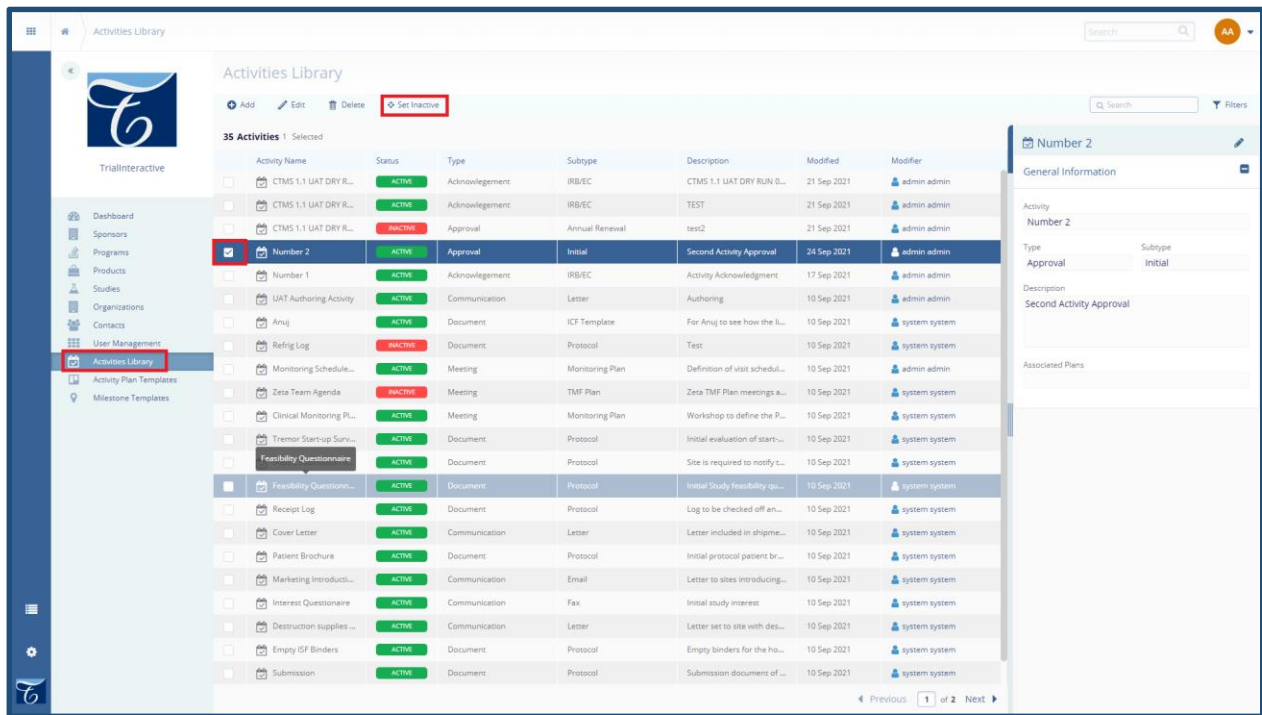 Activities Library
Search
AA
TrialInteractive
Dashboard
Sponsors
Programs
Products
Studies
Organizations
Contacts
User Management
Activities Library
Activity Plan Templates
Milestone Templates
Activities Library
Add Edit Delete Set Inactive
Search Filters
35 Activities 1 Selected
Activity Name Status Type Subtype Description Modified Modifier
CTMS 1.1 UAT DRY R... ACTIVE Acknowlegement IRB/EC CTMS 1.1 UAT DRY RUN 0... 21 Sep 2021 admin admin
CTMS 1.1 UAT DRY R... ACTIVE Acknowlegement IRB/EC TEST 21 Sep 2021 admin admin
CTMS 1.1 UAT DRY R... INACTIVE Approval Annual Renewal test2 21 Sep 2021 admin admin
Number 2 ACTIVE Approval Initial Second Activity Approval 24 Sep 2021 admin admin
Number 1 ACTIVE Acknowlegement IRB/EC Activity Acknowledgment 17 Sep 2021 admin admin
UAT Authoring Activity ACTIVE Communication Letter Authoring 10 Sep 2021 admin admin
Anuj ACTIVE Document ICF Template For Anuj to see how the li... 10 Sep 2021 system system
Refrig Log INACTIVE Document Protocol Test 10 Sep 2021 system system
Monitoring Schedule... ACTIVE Meeting Monitoring Plan Definition of visit schedul... 10 Sep 2021 admin admin
Zeta Team Agenda INACTIVE Meeting TMF Plan Zeta TMF Plan meetings a... 10 Sep 2021 system system
Clinical Monitoring Pl... ACTIVE Meeting Monitoring Plan Workshop to define the P... 10 Sep 2021 system system
Tremor Start-up Surv... ACTIVE Document Protocol Initial evaluation of start-... 10 Sep 2021 system system
Feasibility Questionnaire ACTIVE Document Protocol Site is required to notify t... 10 Sep 2021 system system
Feasibility Questionn... ACTIVE Document Protocol Initial Study feasibility qu... 10 Sep 2021 system system
Receipt Log ACTIVE Document Protocol Log to be checked off an... 10 Sep 2021 system system
Cover Letter ACTIVE Communication Letter Letter included in shipme... 10 Sep 2021 system system
Patient Brochure ACTIVE Document Protocol Initial protocol patient br... 10 Sep 2021 system system
Marketing Introducti... ACTIVE Communication Email Letter to sites introducing... 10 Sep 2021 system system
Interest Questionaire ACTIVE Communication Fax Initial study interest 10 Sep 2021 system system
Destruction supplies ... ACTIVE Communication Letter Letter set to site with des... 10 Sep 2021 system system
Empty ISF Binders ACTIVE Document Protocol Empty binders for the ho... 10 Sep 2021 system system
Submission ACTIVE Document Protocol Submission document of ... 10 Sep 2021 system system
Previous 1 of 2 Next
Number 2
General Information
Activity
Number 2
Type Subtype
Approval Initial
Description
Second Activity Approval
Associated Plans